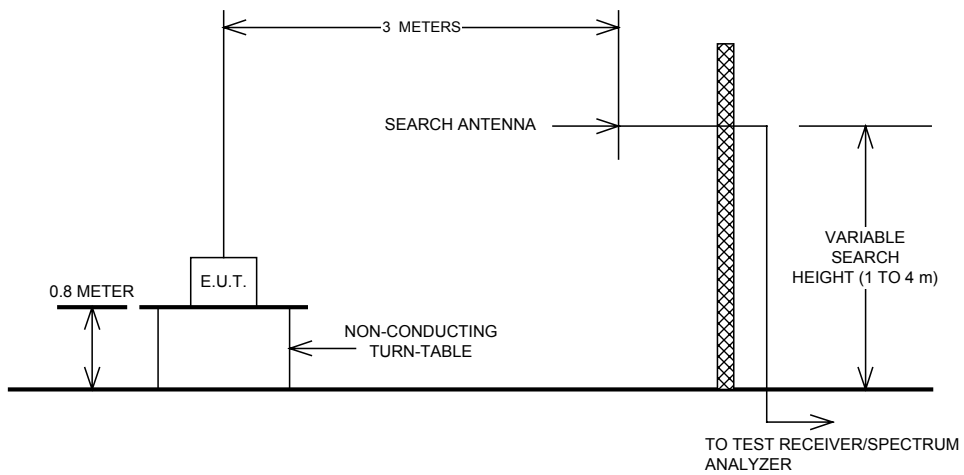 3 METERS
SEARCH ANTENNA
VARIABLE
SEARCH
HEIGHT (1 TO 4 m)
E.U.T.
0.8 METER
NON-CONDUCTING
TURN-TABLE
TO TEST RECEIVER/SPECTRUM
ANALYZER